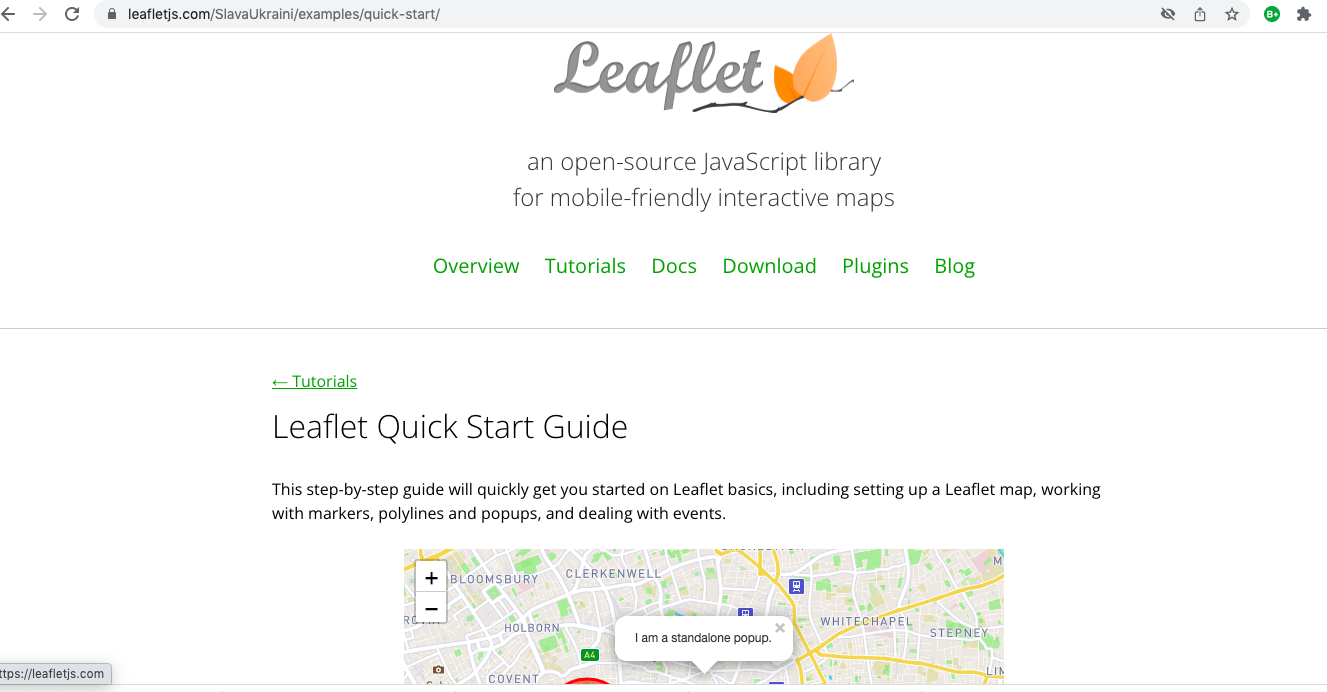 leafletjs.com/SlavaUkraini/examples/quick-start/
B+
Leaflet
an open-source JavaScript library
for mobile-friendly interactive maps
Overview Tutorials Docs Download Plugins Blog
← Tutorials
Leaflet Quick Start Guide
This step-by-step guide will quickly get you started on Leaflet basics, including setting up a Leaflet map, working
with markers, polylines and popups, and dealing with events.
+
−
BLOOMSBURY
CLERKENWELL
HOLBORN
WHITECHAPEL
STEPNEY
I am a standalone popup.
×
A4
COVENT
ttps://leafletjs.com